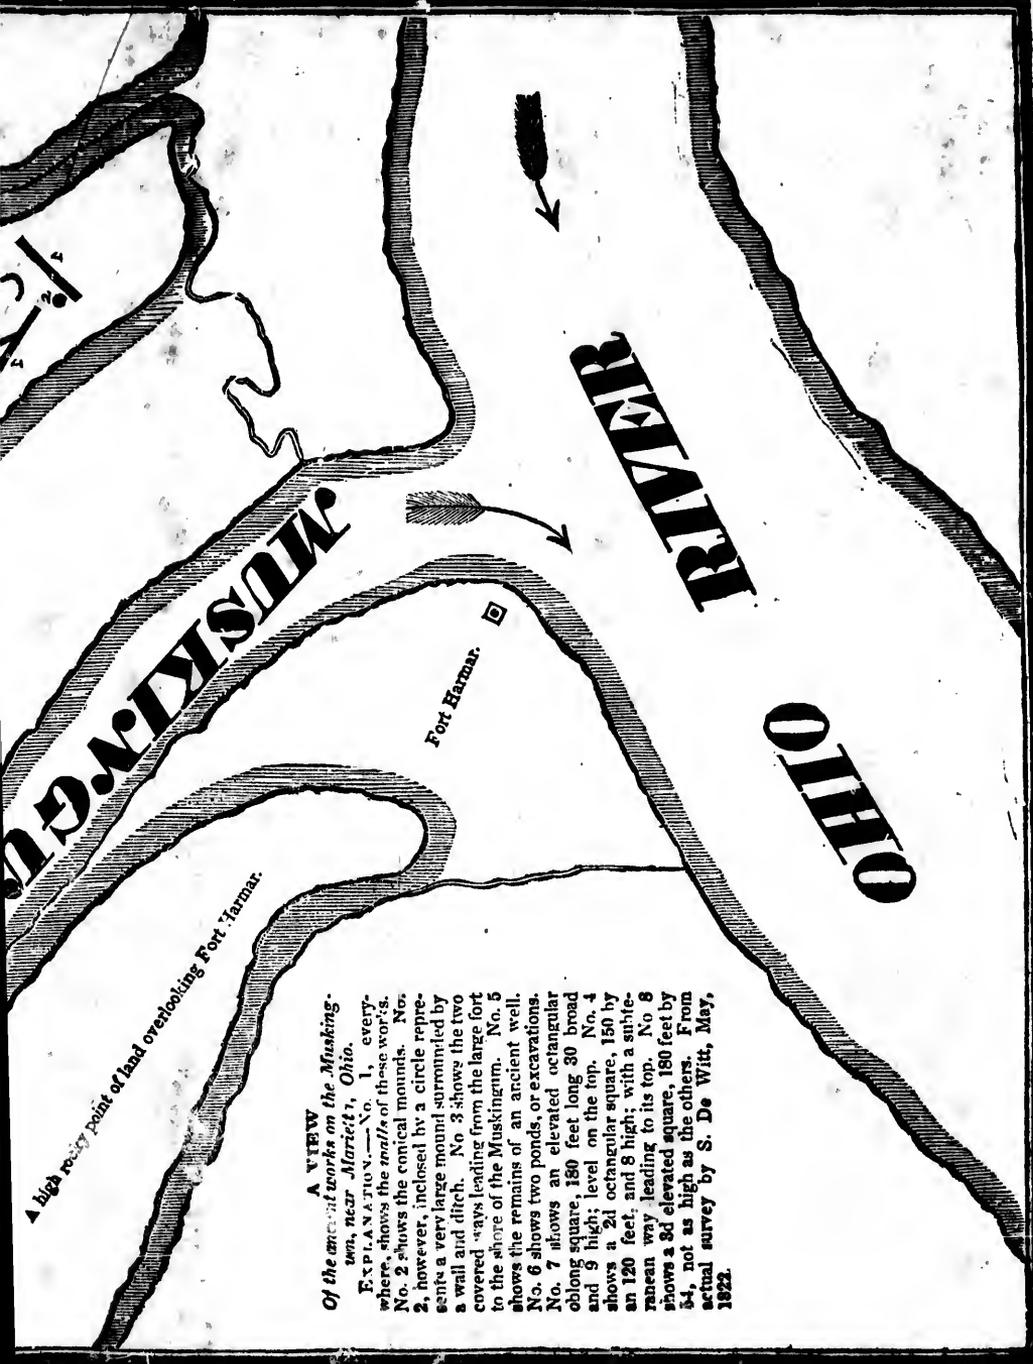 A VIEW
Of the ancient works on the Musking-
um, near Marietta, Ohio.
EXPLANATION.—No. 1, every-
where, shows the walls of these works.
No. 2 shows the conical mounds. No.
2, however, inclosed by a circle repre-
sents a very large mound surrounded by
a wall and ditch. No 3 shows the two
covered ways leading from the large fort
to the shore of the Muskingum. No. 5
shows the remains of an ancient well.
No. 6 shows two ponds, or excavations.
No. 7 shows an elevated octangular
oblong square, 180 feet long 30 broad
and 9 high; level on the top. No. 4
shows a 2d octangular square, 150 by
an 120 feet, and 8 high; with a subte-
ranean way leading to its top. No 8
shows a 3d elevated square, 180 feet by
54, not as high as the others. From
actual survey by S. De Witt, May,
1822.
A high rocky point of land overlooking Fort Harmar.
Fort Harmar.
MUSKINGU
OHIO RIVER
2
4
4